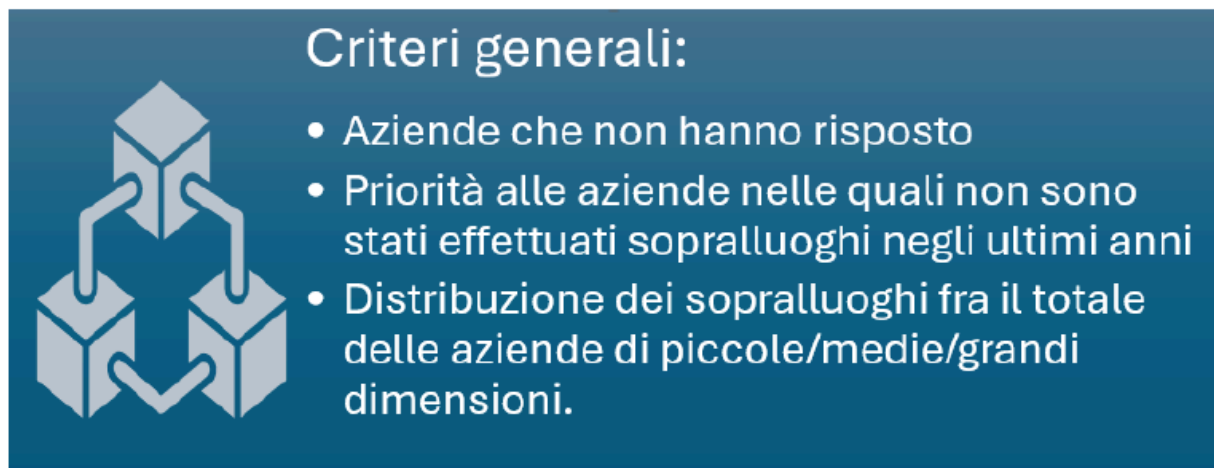 Criteri generali:
• Aziende che non hanno risposto
• Priorità alle aziende nelle quali non sono
stati effettuati sopralluoghi negli ultimi anni
• Distribuzione dei sopralluoghi fra il totale
delle aziende di piccole/medie/grandi
dimensioni.